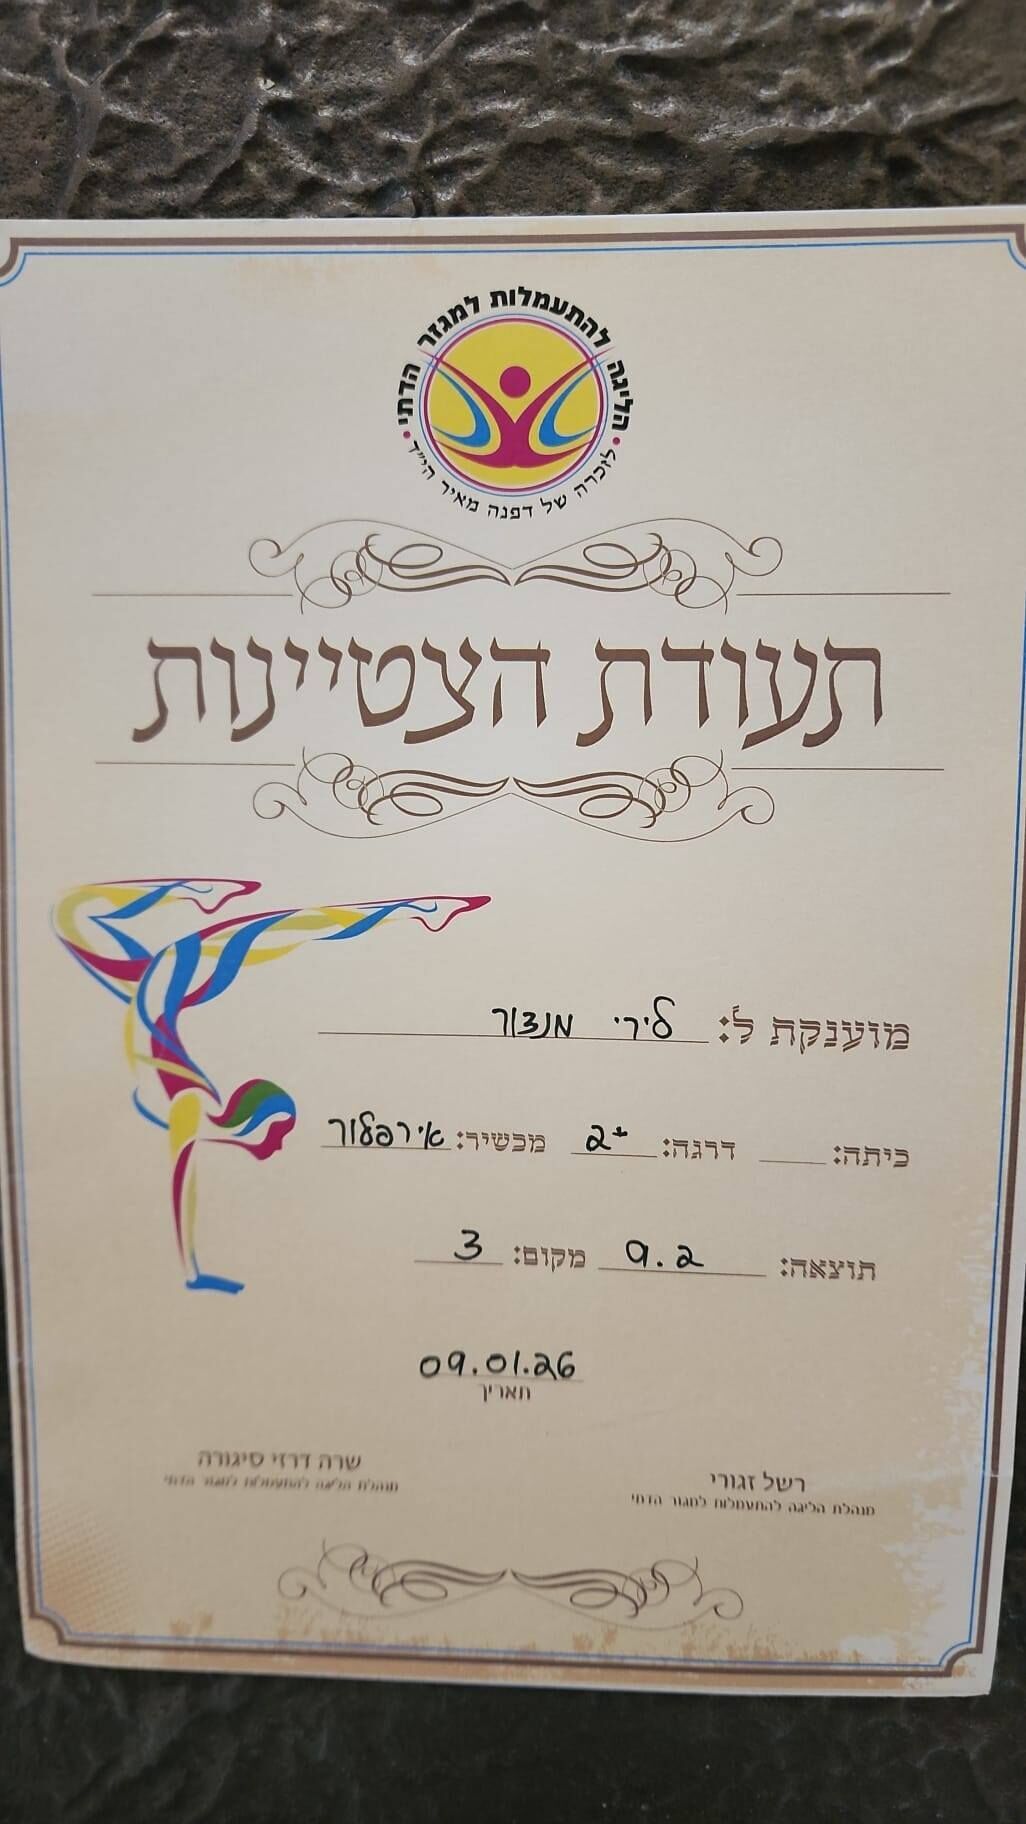 הליגה להתעמלות למגזר הדתי
לזכרה של דפנה מאיר הי״ד
תעודת הצטיינות
מוענקת ל: לירי מנצור
כיתה: דרגה: 2+ מכשיר: אירפלור
תוצאה: 9.2 מקום: 3
09.01.26
תאריך
רשל זגורי
מנהלת הליגה להתעמלות למגזר הדתי
שרה דרזי סיגורה
מנהלת הליגה להתעמלות למגזר הדתי